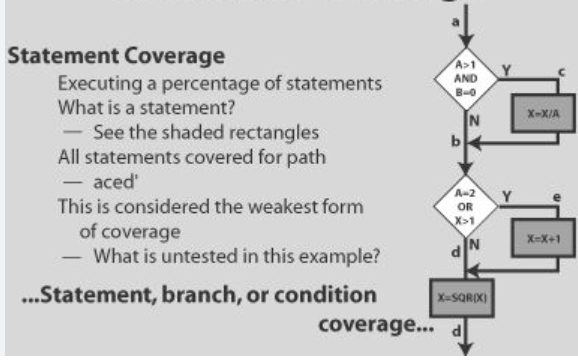 Statement Coverage
Executing a percentage of statements
What is a statement?
— See the shaded rectangles
All statements covered for path
— aced'
This is considered the weakest form
of coverage
— What is untested in this example?
...Statement, branch, or condition
coverage...
a
A>1
AND
B=0
Y
c
X=X/A
N
b
A=2
OR
X>1
Y
e
X=X+1
N
d
X=SQR(X)
d